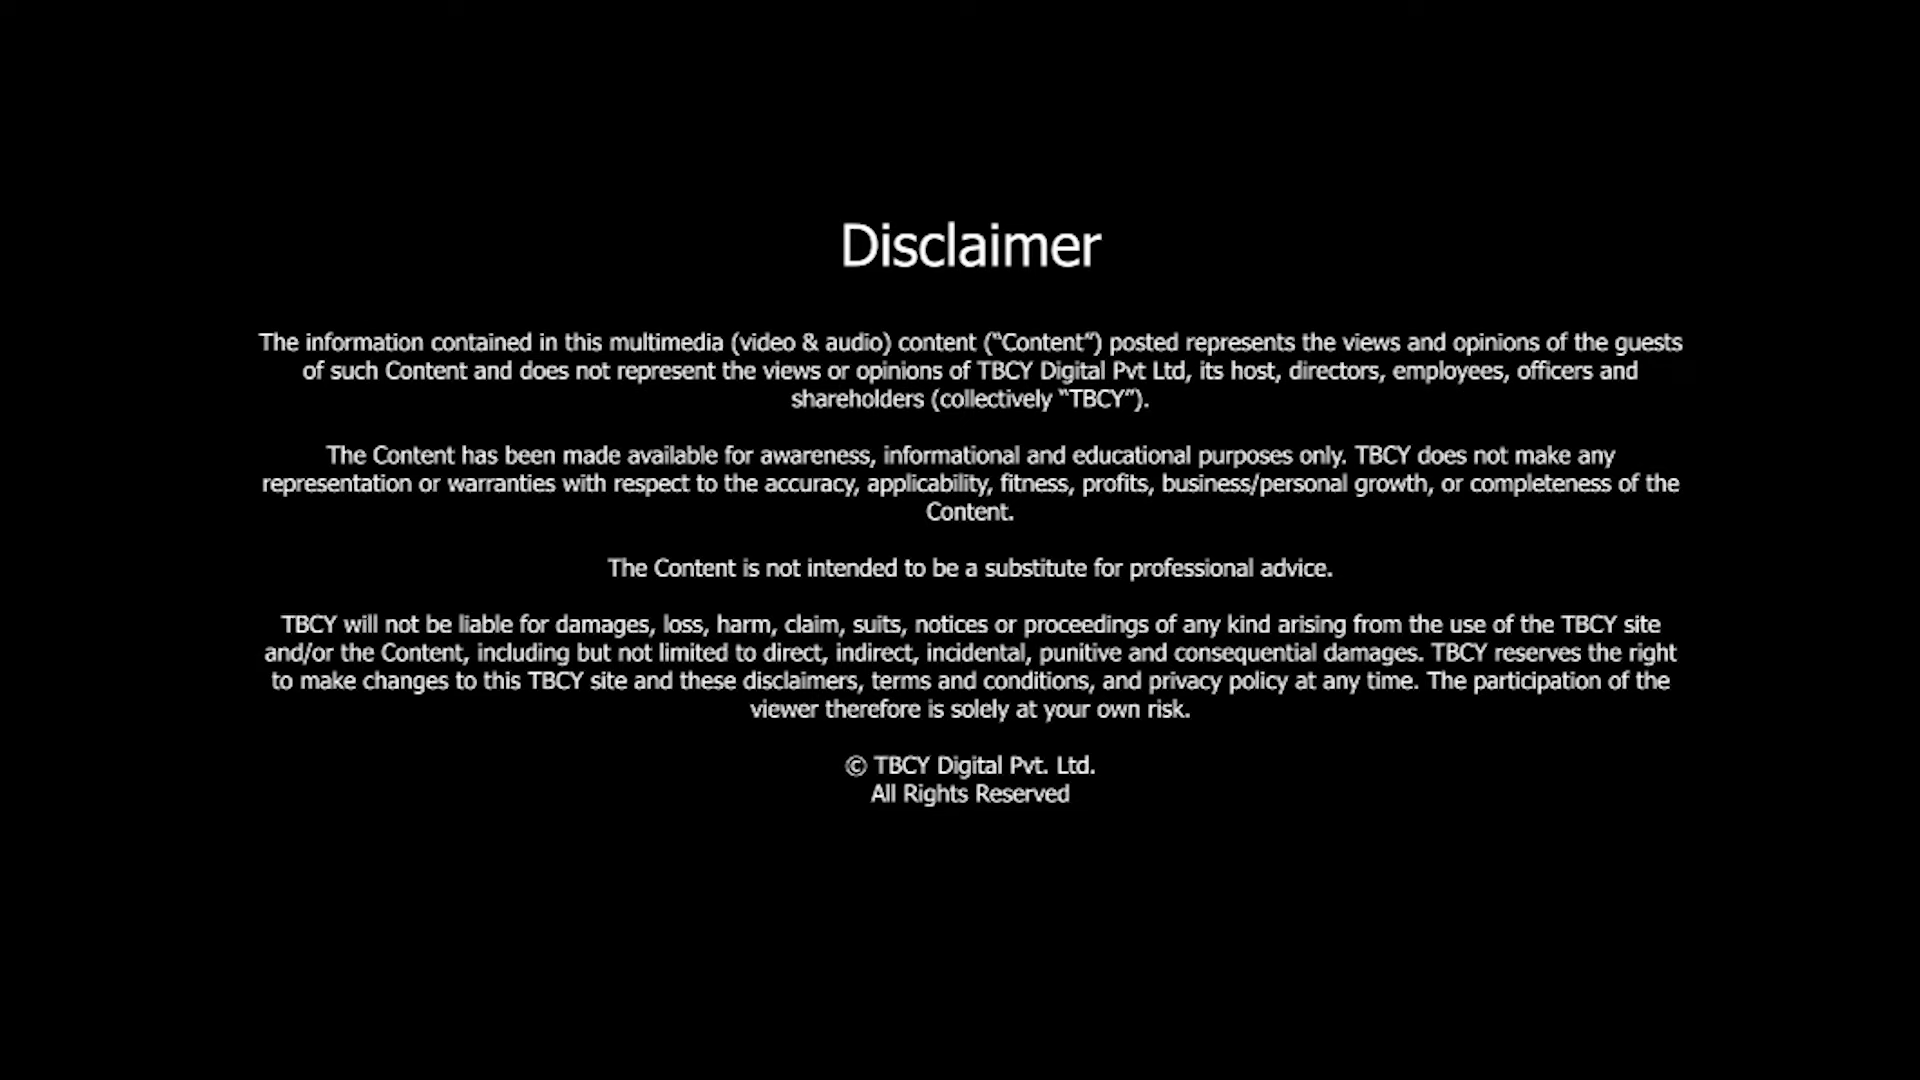 Disclaimer
The information contained in this multimedia (video & audio) content (“Content”) posted represents the views and opinions of the guests
of such Content and does not represent the views or opinions of TBCY Digital Pvt Ltd, its host, directors, employees, officers and
shareholders (collectively “TBCY”).
The Content has been made available for awareness, informational and educational purposes only. TBCY does not make any
representation or warranties with respect to the accuracy, applicability, fitness, profits, business/personal growth, or completeness of the
Content.
The Content is not intended to be a substitute for professional advice.
TBCY will not be liable for damages, loss, harm, claim, suits, notices or proceedings of any kind arising from the use of the TBCY site
and/or the Content, including but not limited to direct, indirect, incidental, punitive and consequential damages. TBCY reserves the right
to make changes to this TBCY site and these disclaimers, terms and conditions, and privacy policy at any time. The participation of the
viewer therefore is solely at your own risk.
© TBCY Digital Pvt. Ltd.
All Rights Reserved